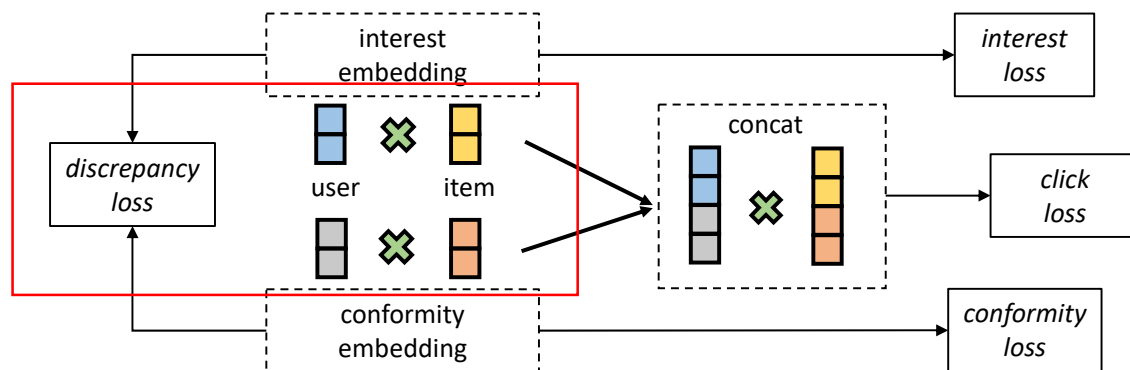 interest
embedding
interest
loss
discrepancy
loss
user
item
concat
click
loss
conformity
embedding
conformity
loss